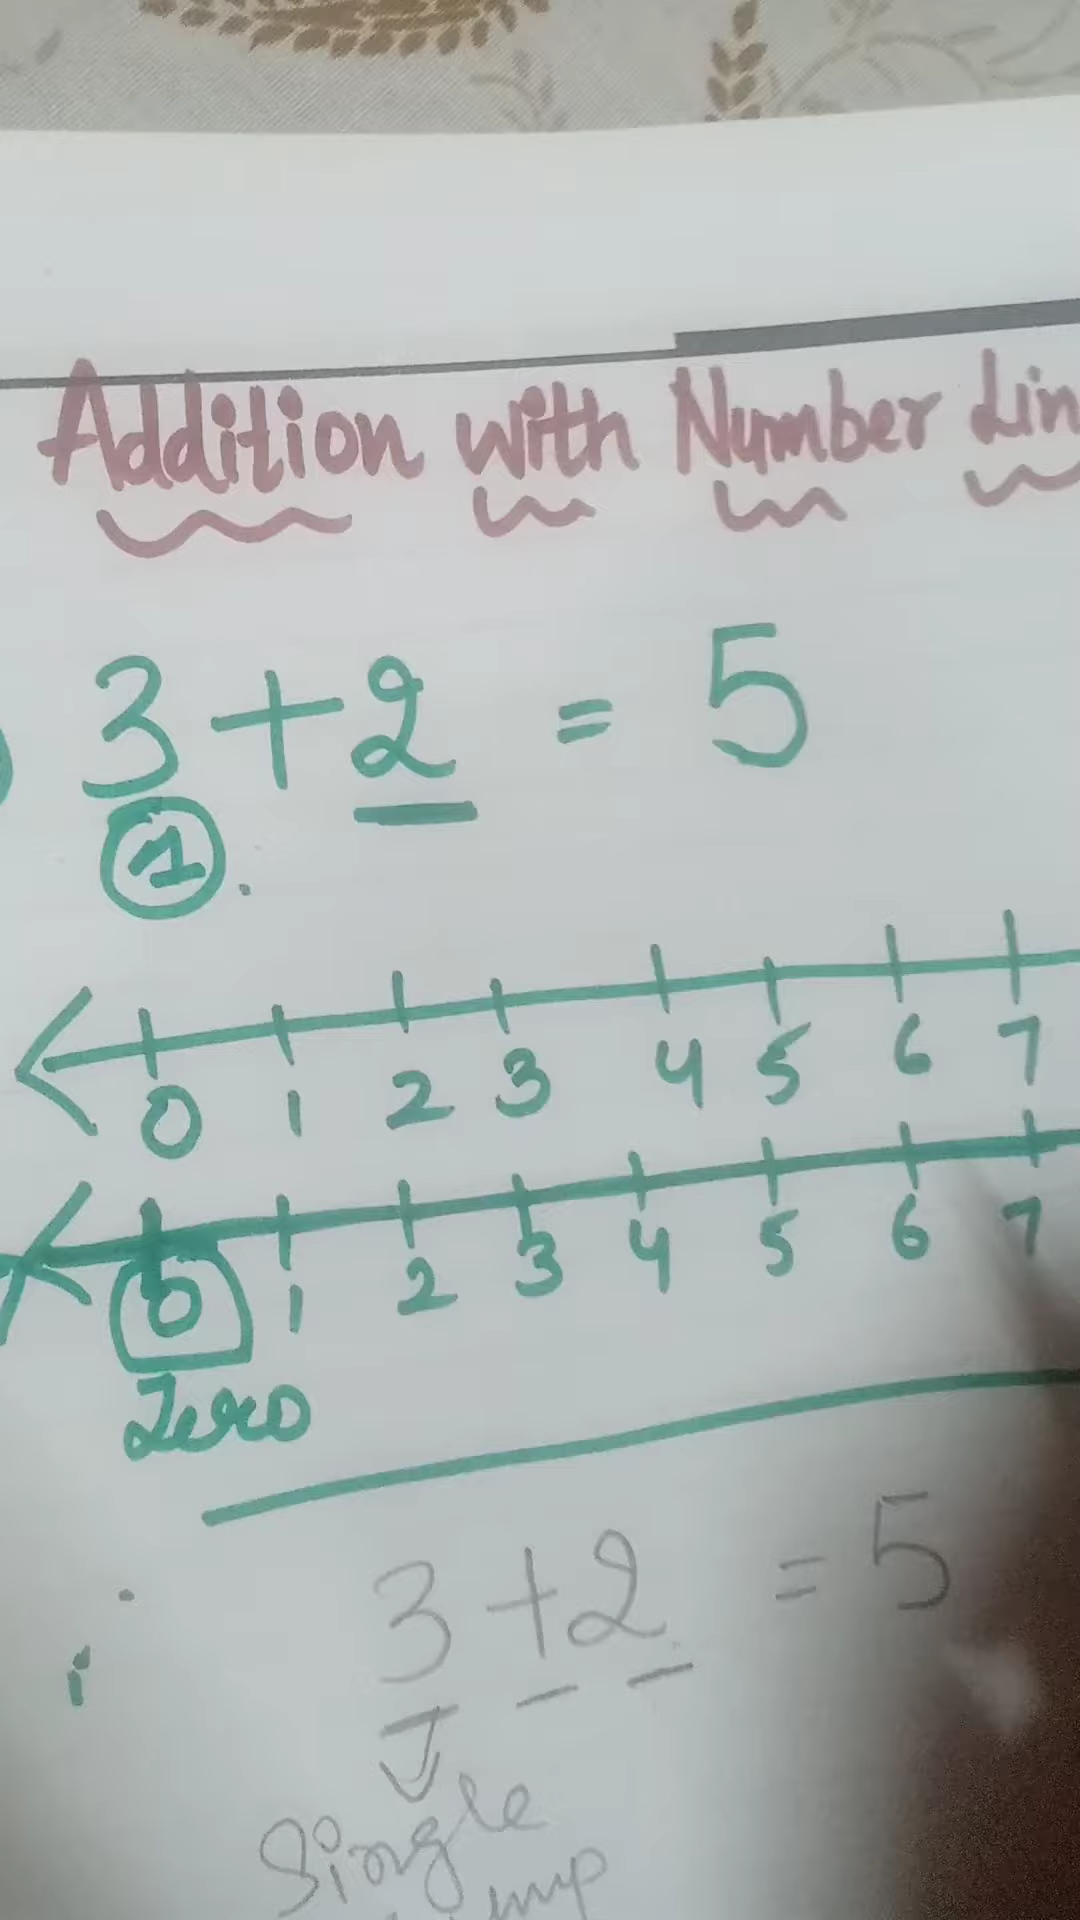 Addition with Number Lin
3 + 2 = 5
1.
0 1 2 3 4 5 6 7
0 1 2 3 4 5 6 7
Zero
3 + 2 = 5
Single